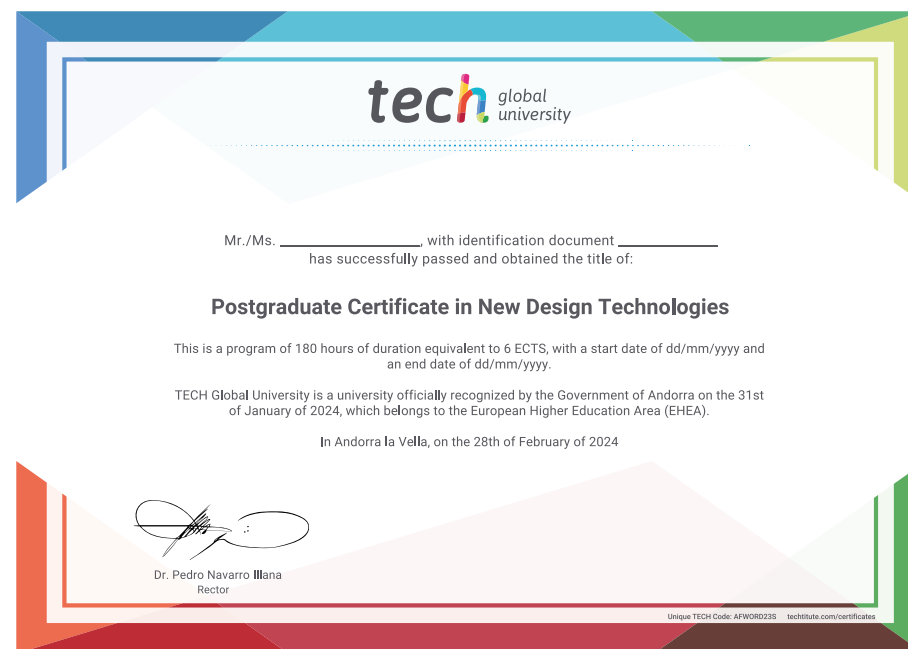 tech global university
Mr./Ms. ____________________, with identification document ______________
has successfully passed and obtained the title of:
Postgraduate Certificate in New Design Technologies
This is a program of 180 hours of duration equivalent to 6 ECTS, with a start date of dd/mm/yyyy and
an end date of dd/mm/yyyy.
TECH Global University is a university officially recognized by the Government of Andorra on the 31st
of January of 2024, which belongs to the European Higher Education Area (EHEA).
In Andorra la Vella, on the 28th of February of 2024
Dr. Pedro Navarro Illana
Rector
Unique TECH Code: AFWORD23S techtitute.com/certificates